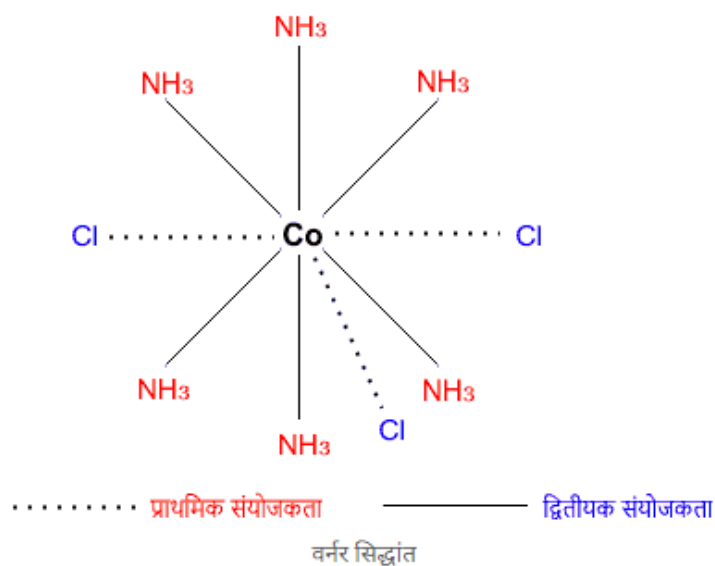 NH₃
NH₃ NH₃
Cl Co Cl
NH₃ NH₃
Cl
NH₃
प्राथमिक संयोजकता द्वितीयक संयोजकता
वर्नर सिद्धांत